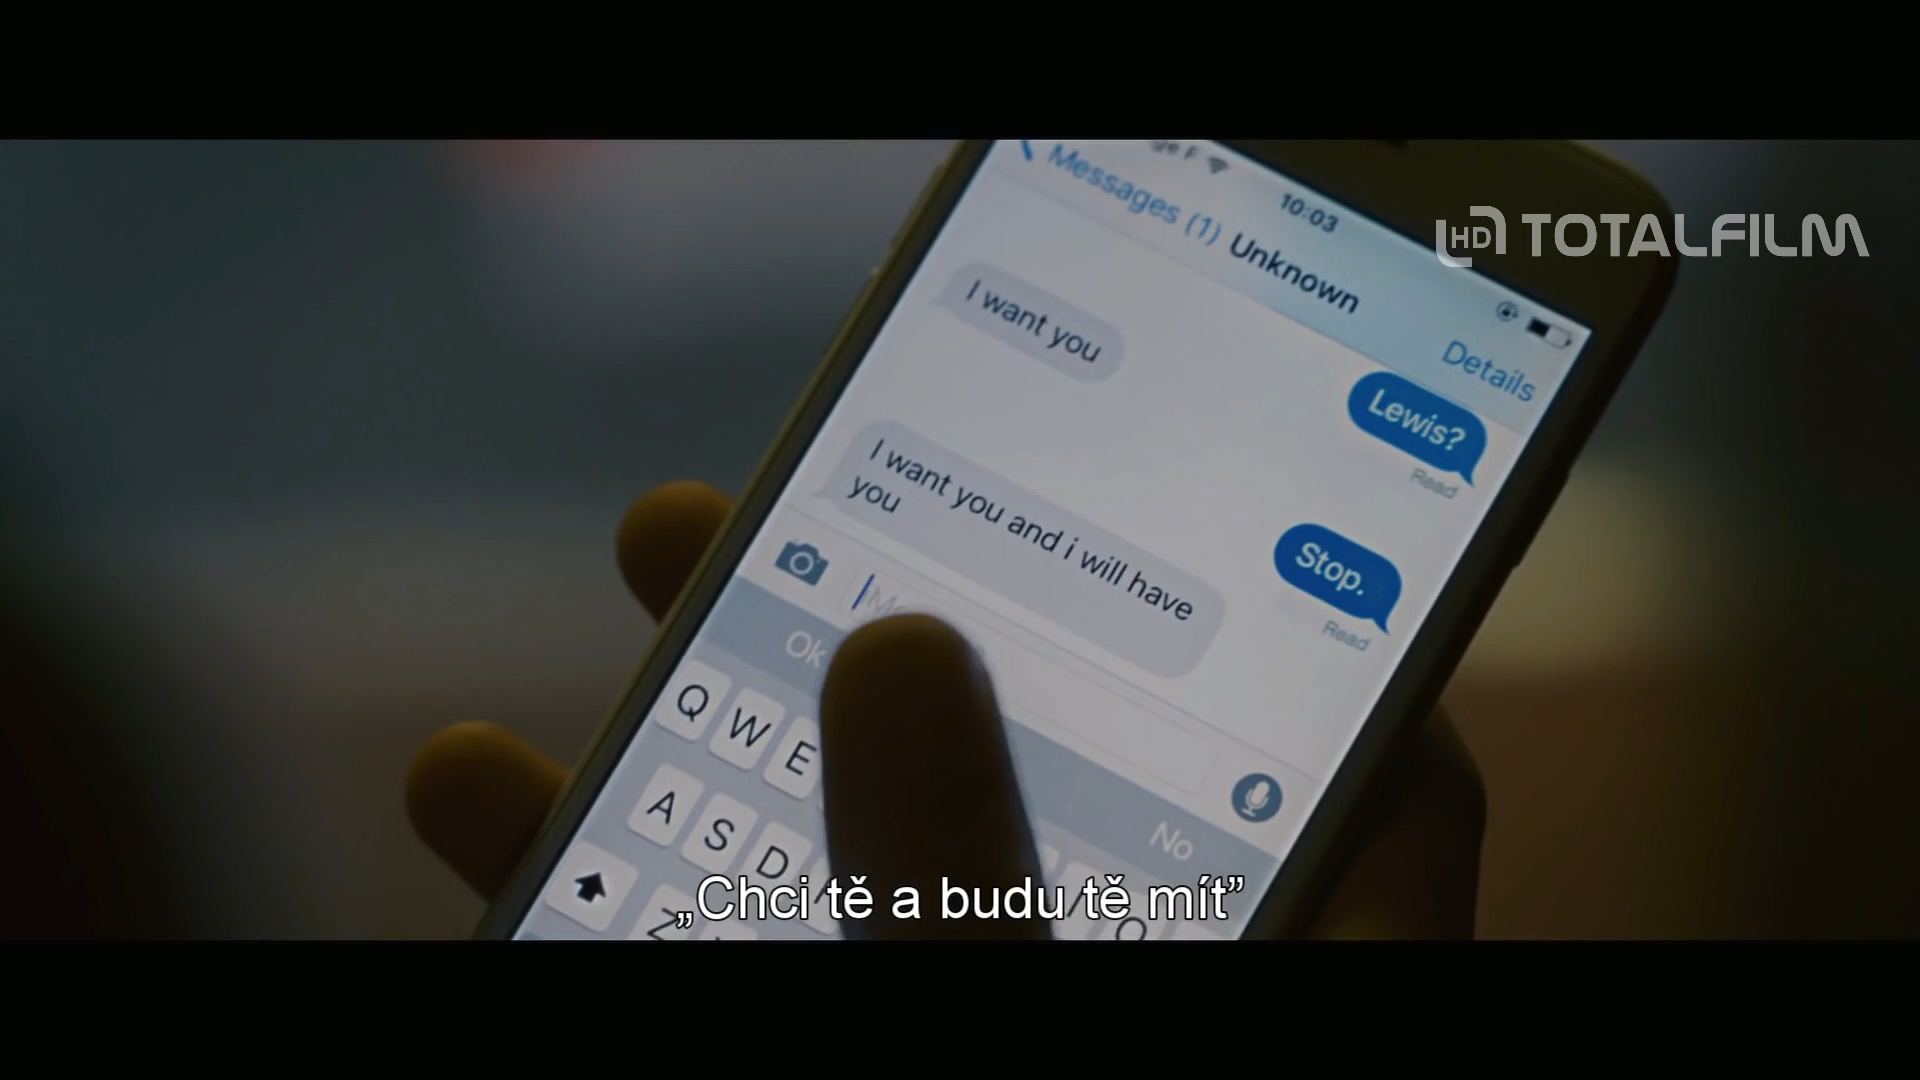 10:03
Messages (1) Unknown
HD TOTALFILM
Details
I want you
Lewis?
Read
I want you and i will have
you
Stop.
Read
Ok
No
Q W E
A S D
Z
O
„Chci tě a budu tě mít”